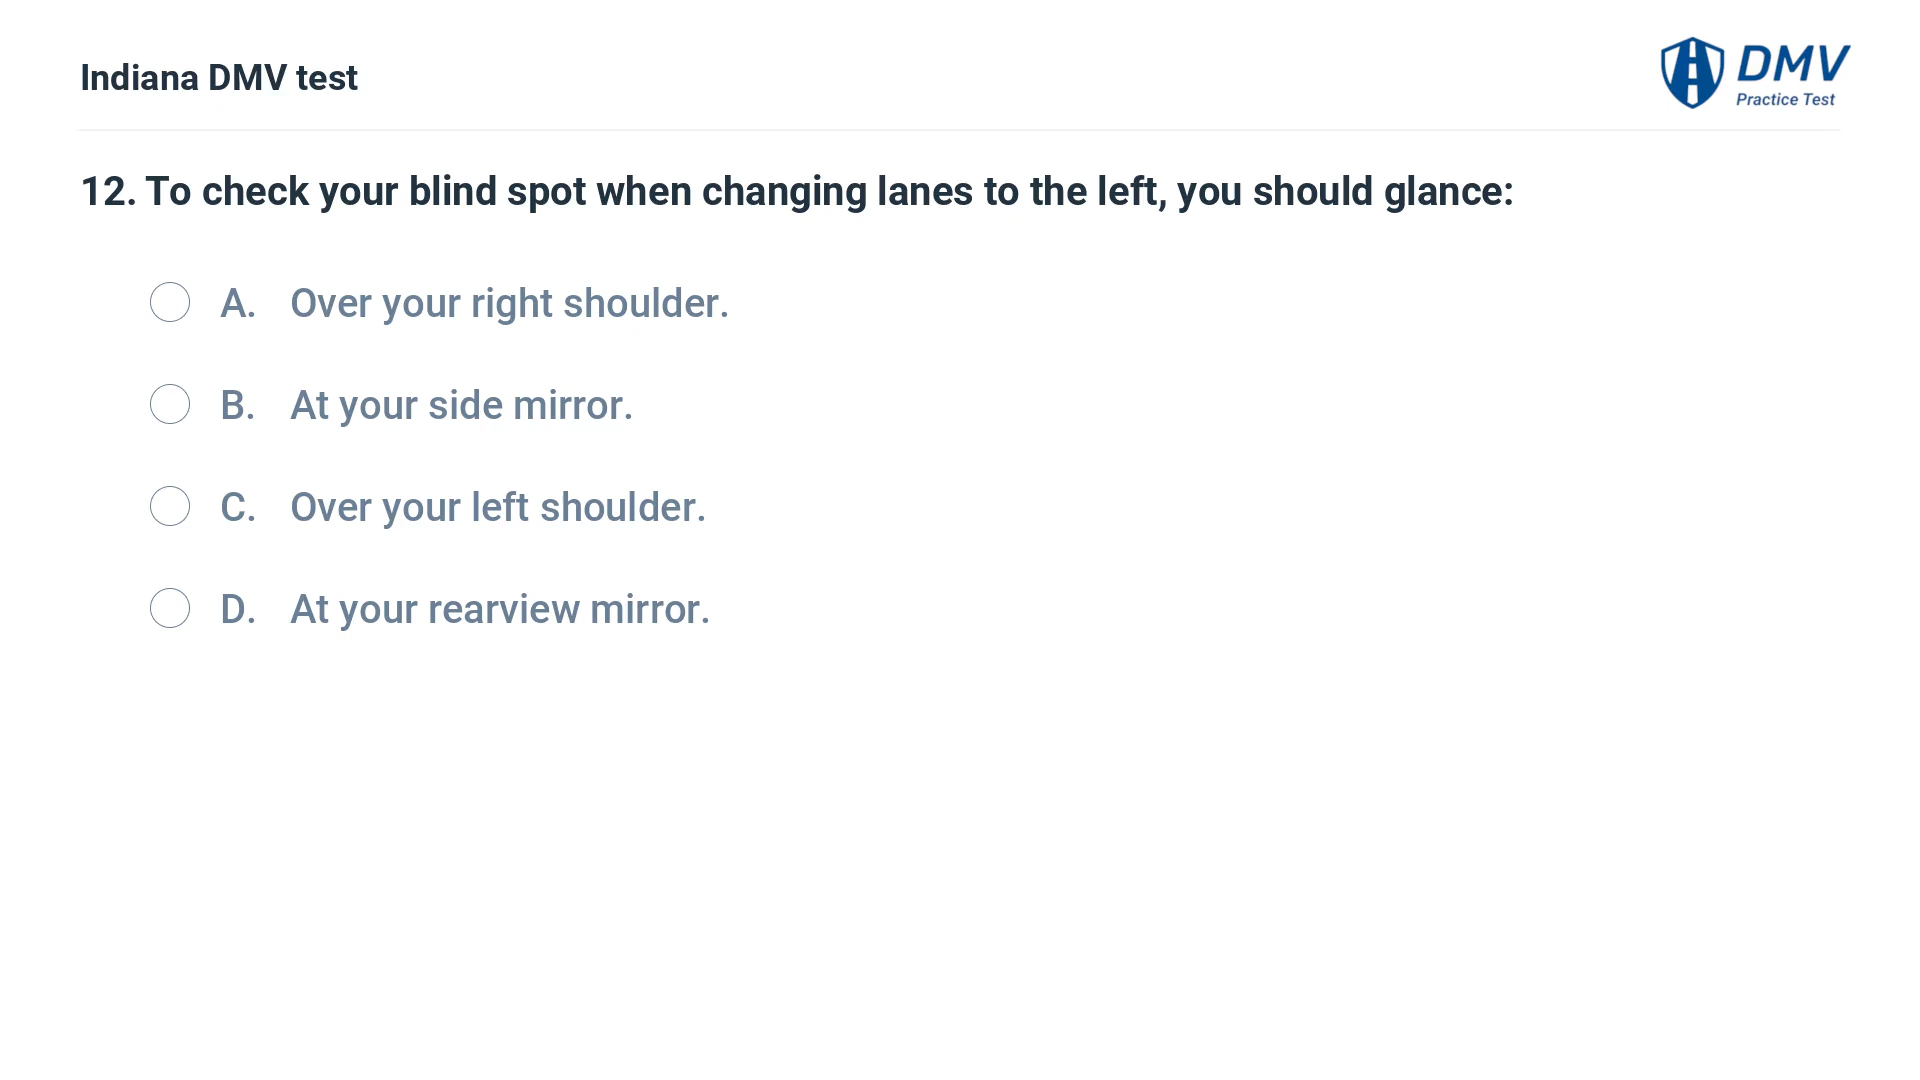 Indiana DMV test
DMV
Practice Test
12. To check your blind spot when changing lanes to the left, you should glance:
A. Over your right shoulder.
B. At your side mirror.
C. Over your left shoulder.
D. At your rearview mirror.